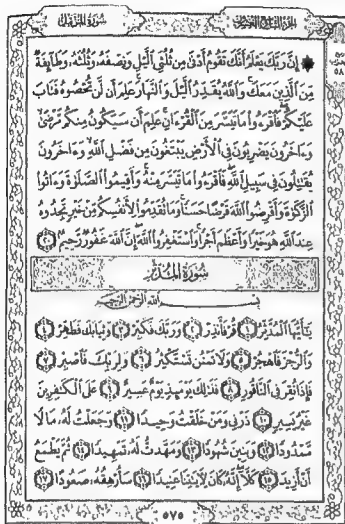 الجزء التاسع والعشرون
سورة المزمل
إِنَّ رَبَّكَ يَعْلَمُ أَنَّكَ تَقُومُ أَدْنَىٰ مِن ثُلُثَىِ ٱلَّيْلِ وَنِصْفَهُۥ وَثُلُثَهُۥ وَطَآئِفَةٌ
مِّنَ ٱلَّذِينَ مَعَكَ ۚ وَٱللَّهُ يُقَدِّرُ ٱلَّيْلَ وَٱلنَّهَارَ ۚ عَلِمَ أَن لَّن تُحْصُوهُ فَتَابَ
عَلَيْكُمْ ۖ فَٱقْرَءُوا۟ مَا تَيَسَّرَ مِنَ ٱلْقُرْءَانِ ۚ عَلِمَ أَن سَيَكُونُ مِنكُم مَّرْضَىٰ ۙ
وَءَاخَرُونَ يَضْرِبُونَ فِى ٱلْأَرْضِ يَبْتَغُونَ مِن فَضْلِ ٱللَّهِ ۙ وَءَاخَرُونَ
يُقَٰتِلُونَ فِى سَبِيلِ ٱللَّهِ ۖ فَٱقْرَءُوا۟ مَا تَيَسَّرَ مِنْهُ ۚ وَأَقِيمُوا۟ ٱلصَّلَوٰةَ وَءَاتُوا۟
ٱلزَّكَوٰةَ وَأَقْرِضُوا۟ ٱللَّهَ قَرْضًا حَسَنًا ۚ وَمَا تُقَدِّمُوا۟ لِأَنفُسِكُم مِّنْ خَيْرٍ تَجِدُوهُ
عِندَ ٱللَّهِ هُوَ خَيْرًا وَأَعْظَمَ أَجْرًا ۚ وَٱسْتَغْفِرُوا۟ ٱللَّهَ ۖ إِنَّ ٱللَّهَ غَفُورٌ رَّحِيمٌۢ ٢٠
سورة المدثر
بسم الله الرحمن الرحيم
يَٰٓأَيُّهَا ٱلْمُدَّثِّرُ ١ قُمْ فَأَنذِرْ ٢ وَرَبَّكَ فَكَبِّرْ ٣ وَثِيَابَكَ فَطَهِّرْ ٤
وَٱلرُّجْزَ فَٱهْجُرْ ٥ وَلَا تَمْنُن تَسْتَكْثِرُ ٦ وَلِرَبِّكَ فَٱصْبِرْ ٧
فَإِذَا نُقِرَ فِى ٱلنَّاقُورِ ٨ فَذَٰلِكَ يَوْمَئِذٍ يَوْمٌ عَسِيرٌ ٩ عَلَى ٱلْكَٰفِرِينَ
غَيْرُ يَسِيرٍ ١٠ ذَرْنِى وَمَنْ خَلَقْتُ وَحِيدًا ١١ وَجَعَلْتُ لَهُۥ مَالًا
مَّمْدُودًا ١٢ وَبَنِينَ شُهُودًا ١٣ وَمَهَّدتُّ لَهُۥ تَمْهِيدًا ١٤ ثُمَّ يَطْمَعُ
أَنْ أَزِيدَ ١٥ كَلَّآ ۖ إِنَّهُۥ كَانَ لِءَايَٰتِنَا عَنِيدًا ١٦ سَأُرْهِقُهُۥ صَعُودًا ١٧
٥٧٥